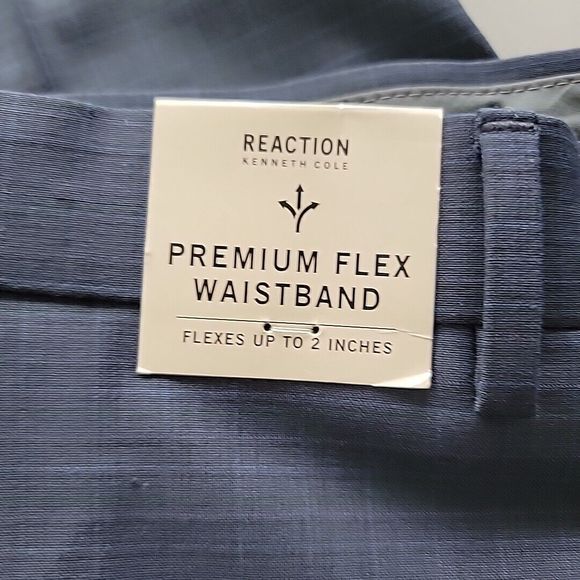 REACTION
KENNETH COLE
PREMIUM FLEX
WAISTBAND
FLEXES UP TO 2 INCHES